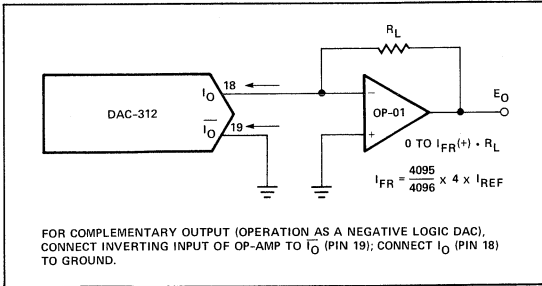 R_L
18
I_O
DAC-312
OP-01
−
+
E_O
I̅_O̅
19
0 TO I_FR(+) • R_L
I_FR = 4095/4096 x 4 x I_REF
FOR COMPLEMENTARY OUTPUT (OPERATION AS A NEGATIVE LOGIC DAC),
CONNECT INVERTING INPUT OF OP-AMP TO I̅_O̅ (PIN 19); CONNECT I_O (PIN 18)
TO GROUND.